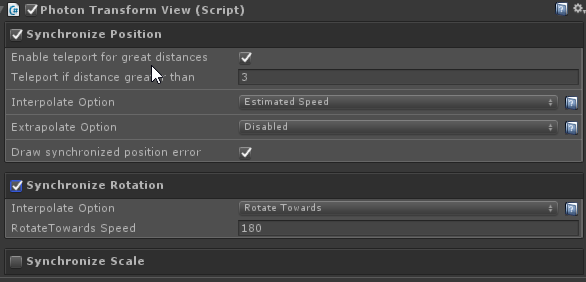 Photon Transform View (Script)
Synchronize Position
Enable teleport for great distances
Teleport if distance greater than 3
Interpolate Option Estimated Speed
Extrapolate Option Disabled
Draw synchronized position error
Synchronize Rotation
Interpolate Option Rotate Towards
RotateTowards Speed 180
Synchronize Scale